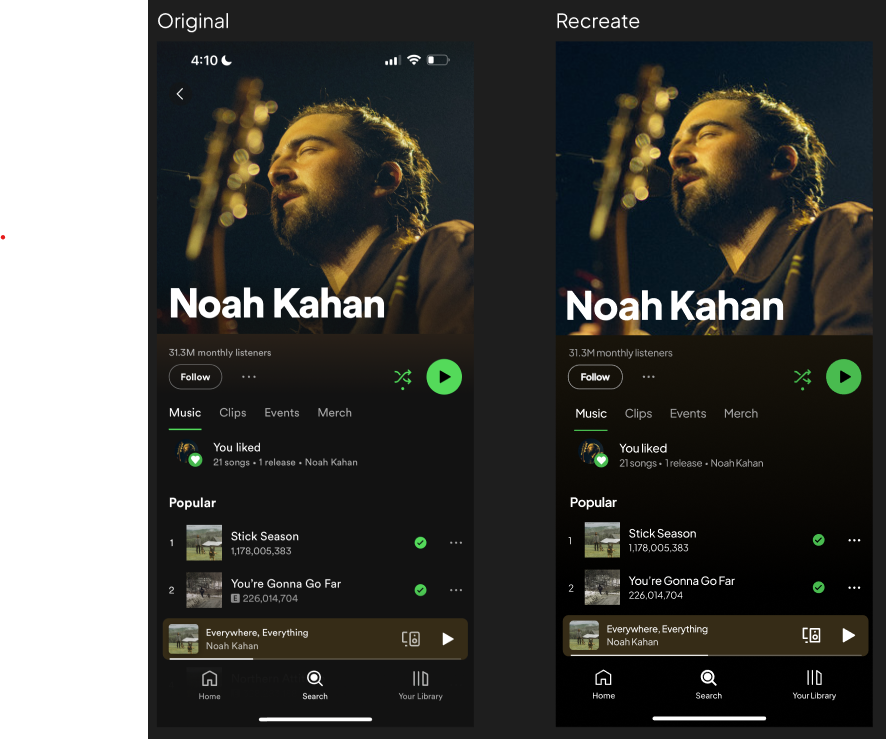 Original
4:10
Noah Kahan
31.3M monthly listeners
Follow
Music Clips Events Merch
You liked
21 songs • 1 release • Noah Kahan
Popular
1 Stick Season
1,178,005,383
2 You're Gonna Go Far
E 226,014,704
Everywhere, Everything
Noah Kahan
Home Search Your Library
Recreate
Noah Kahan
31.3M monthly listeners
Follow
Music Clips Events Merch
You liked
21 songs • 1 release • Noah Kahan
Popular
1 Stick Season
1,178,005,383
2 You're Gonna Go Far
226,014,704
Everywhere, Everything
Noah Kahan
Home Search Your Library